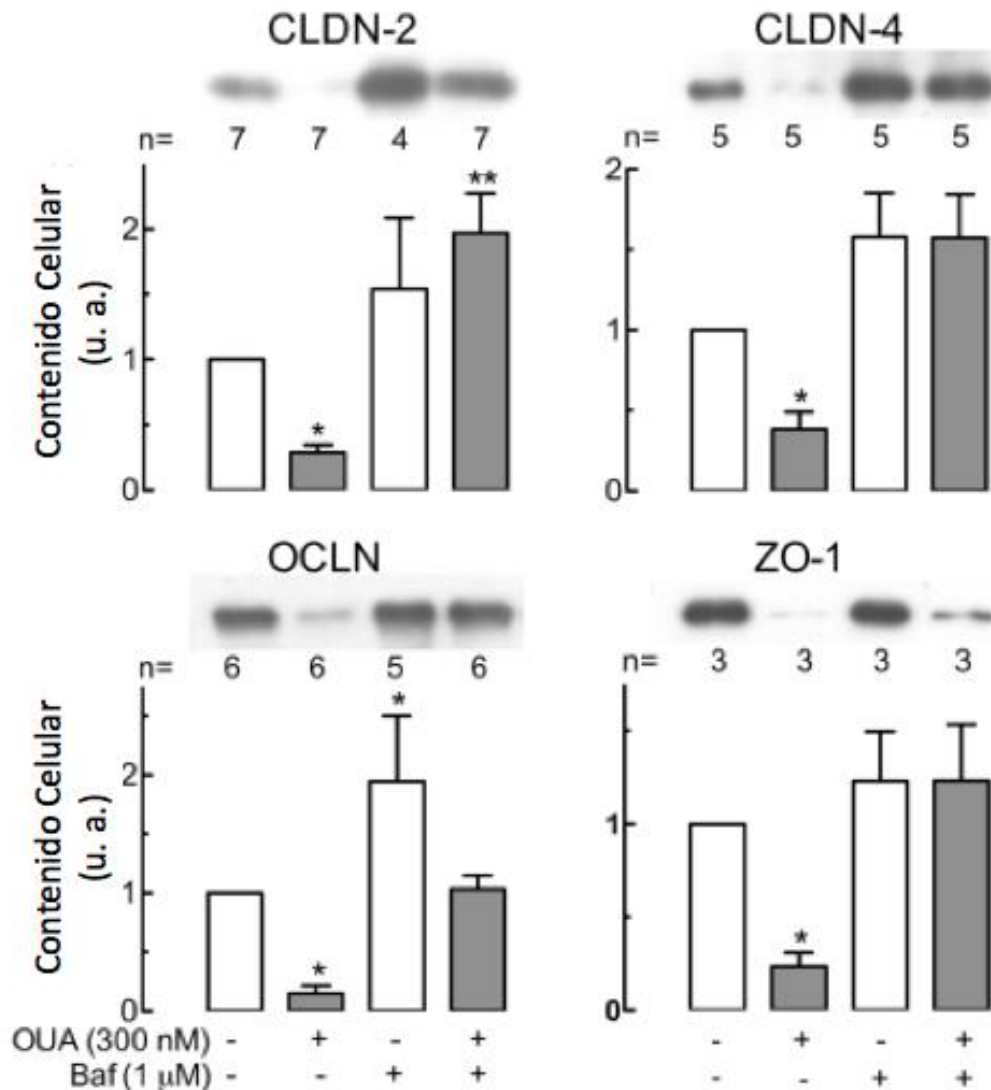 CLDN-2
n= 7 7 4 7
Contenido Celular
(u. a.)
2
1
0
*
**
CLDN-4
5 5 5 5
2
1
0
*
OCLN
n= 6 6 5 6
Contenido Celular
(u. a.)
2
1
0
*
*
ZO-1
n= 3 3 3 3
1
0
*
OUA (300 nM) - + - + - + - +
Baf (1 µM) - - + + - - + +